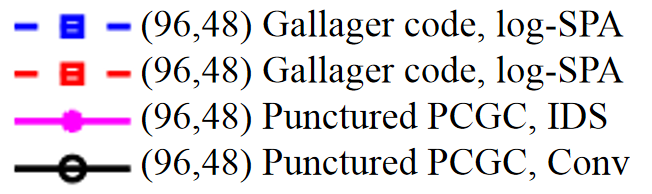 (96,48) Gallager code, log-SPA
(96,48) Gallager code, log-SPA
(96,48) Punctured PCGC, IDS
(96,48) Punctured PCGC, Conv